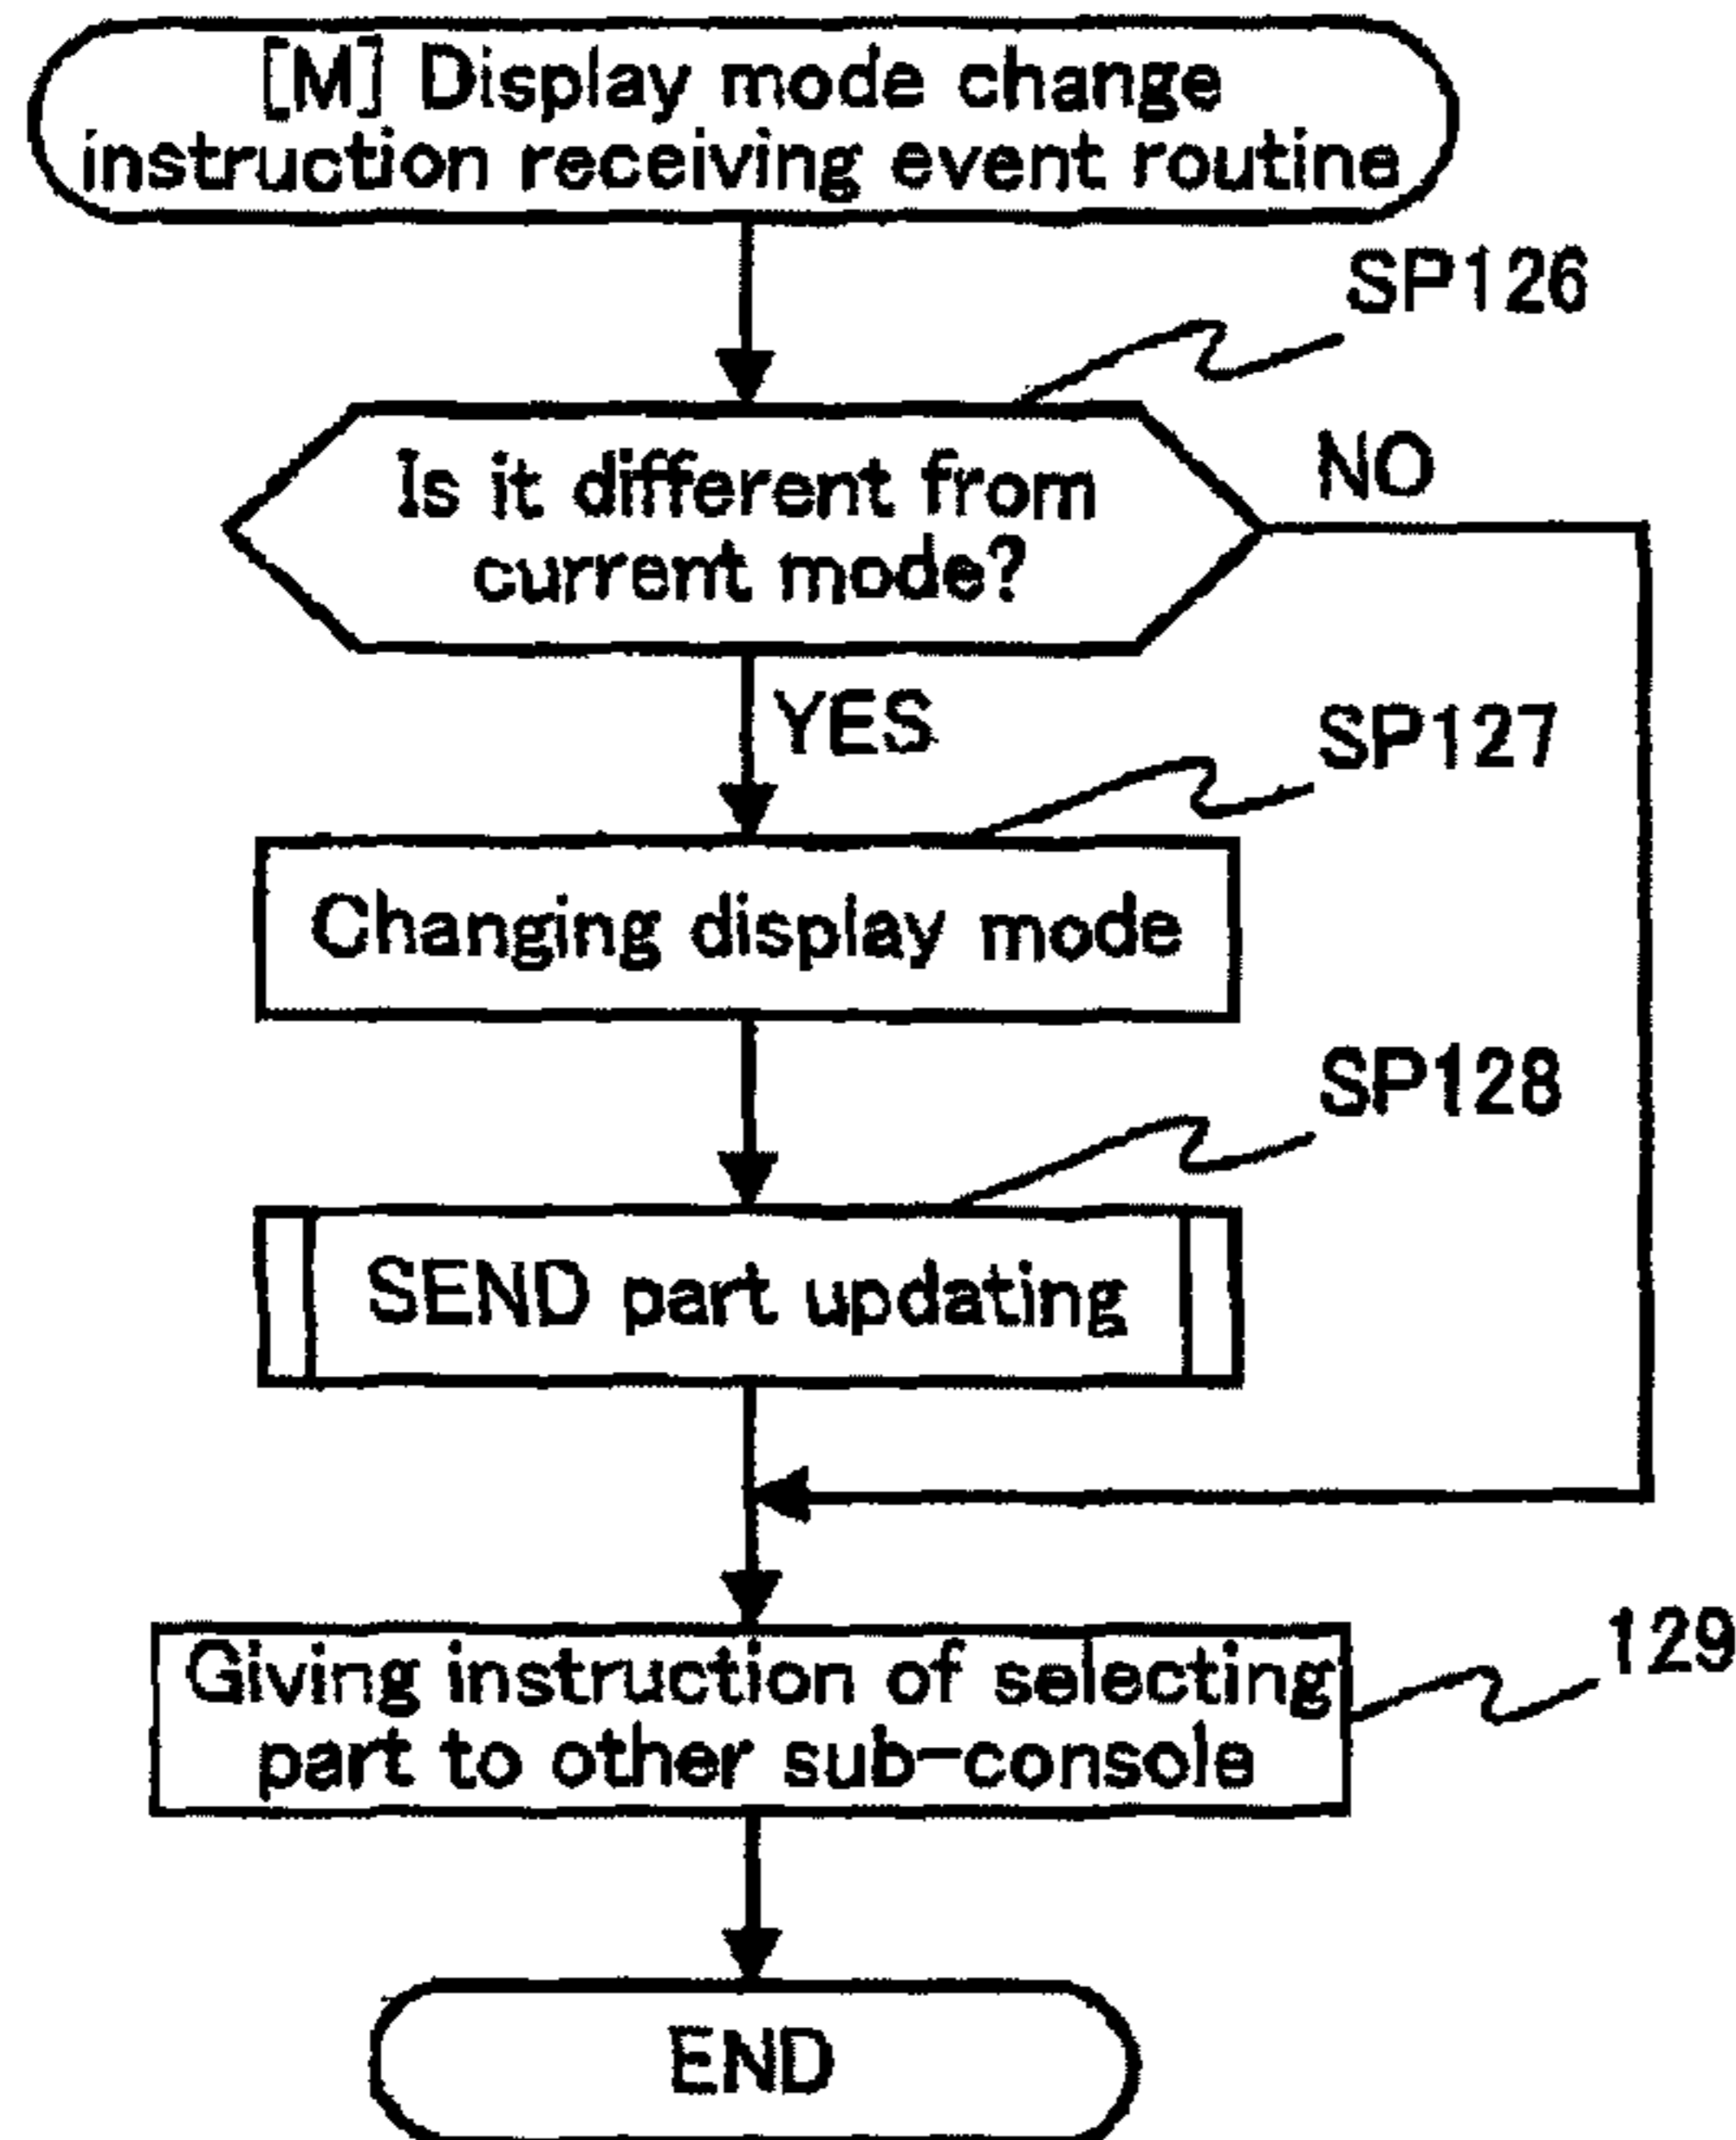 [M] Display mode change
instruction receiving event routine
SP126
Is it different from
current mode?
NO
YES
SP127
Changing display mode
SP128
SEND part updating
129
Giving instruction of selecting
part to other sub-console
END